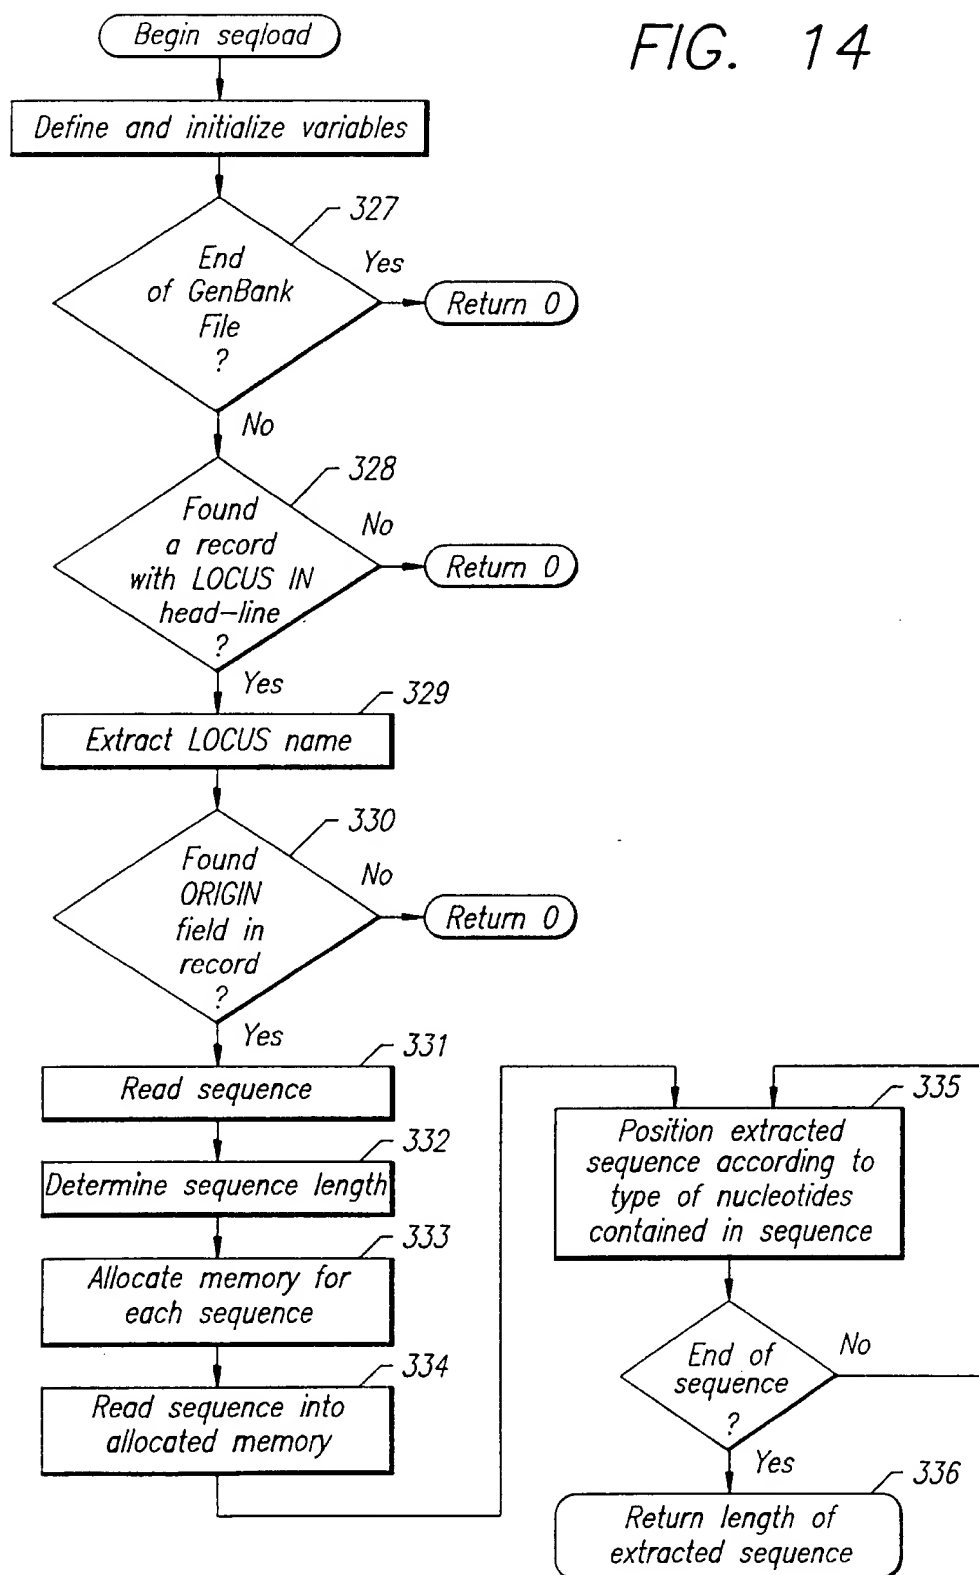 FIG. 14
Begin seqload
Define and initialize variables
327
End
of GenBank
File
?
Yes
Return 0
No
328
Found
a record
with LOCUS IN
head-line
?
No
Return 0
Yes
329
Extract LOCUS name
330
Found
ORIGIN
field in
record
?
No
Return 0
Yes
331
Read sequence
332
Determine sequence length
333
Allocate memory for
each sequence
334
Read sequence into
allocated memory
335
Position extracted
sequence according to
type of nucleotides
contained in sequence
End of
sequence
?
No
Yes
336
Return length of
extracted sequence